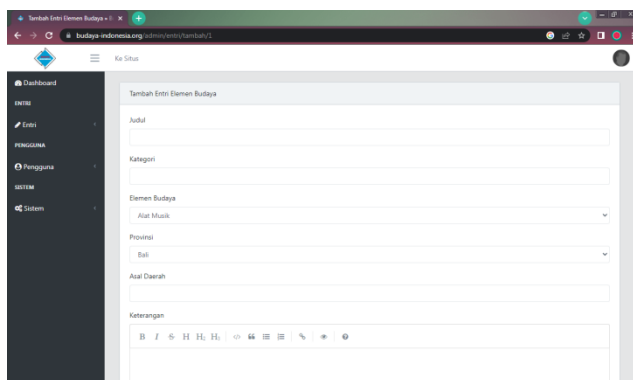 Tambah Entri Elemen Budaya • B
budaya-indonesia.org/admin/entri/tambah/1
Ke Situs
Dashboard
ENTRI
Entri
PENGGUNA
Pengguna
SISTEM
Sistem
Tambah Entri Elemen Budaya
Judul
Kategori
Elemen Budaya
Alat Musik
Provinsi
Bali
Asal Daerah
Keterangan
B I S H H₂ H₃